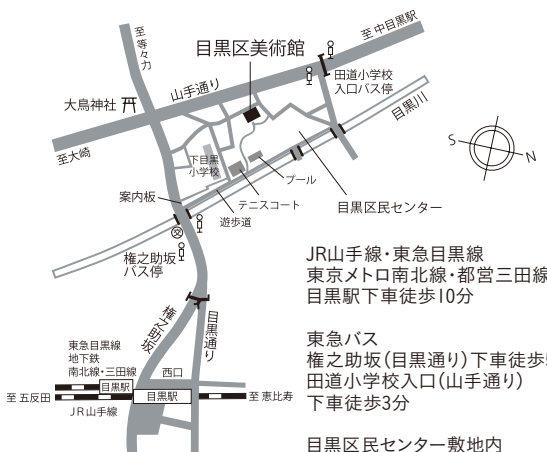 至等々力
至中目黒駅
目黒区美術館
田道小学校
入口バス停
山手通り
大鳥神社
目黒川
至大崎
下目黒
小学校
プール
テニスコート
案内板
遊歩道
目黒区民センター
S
N
権之助坂
バス停
JR山手線・東急目黒線
東京メトロ南北線・都営三田線
目黒駅下車徒歩10分
権之助坂
目黒通り
東急バス
権之助坂(目黒通り)下車徒歩
田道小学校入口(山手通り)
下車徒歩3分
東急目黒線
地下鉄
南北線・三田線
西口
目黒駅
目黒駅
至五反田
至恵比寿
JR山手線
目黒区民センター敷地内